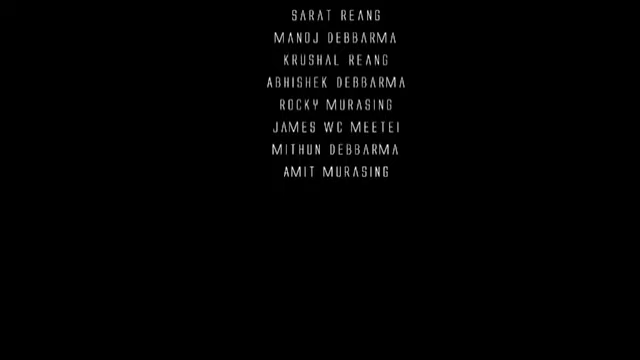 SARAT REANG
MANOJ DEBBARMA
KRUSHAL REANG
ABHISHEK DEBBARMA
ROCKY MURASING
JAMES WC MEETEI
MITHUN DEBBARMA
AMIT MURASING